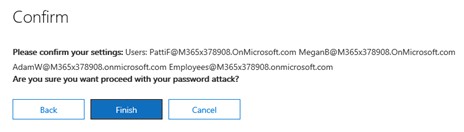 Confirm
Please confirm your settings: Users: PattiF@M365x378908.OnMicrosoft.com MeganB@M365x378908.OnMicrosoft.com
AdamW@M365x378908.onmicrosoft.com Employees@M365x378908.onmicrosoft.com
Are you sure you want proceed with your password attack?
Back Finish Cancel